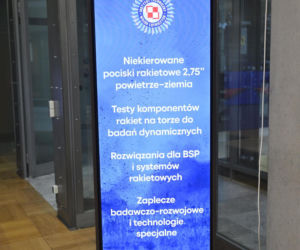 Niekierowane
pociski rakietowe 2,75"
powietrze-ziemia
Testy komponentów
rakiet na torze do
badań dynamicznych
Rozwiązania dla BSP
i systemów
rakietowych
Zaplecze
badawczo-rozwojowe
i technologie
specjalne